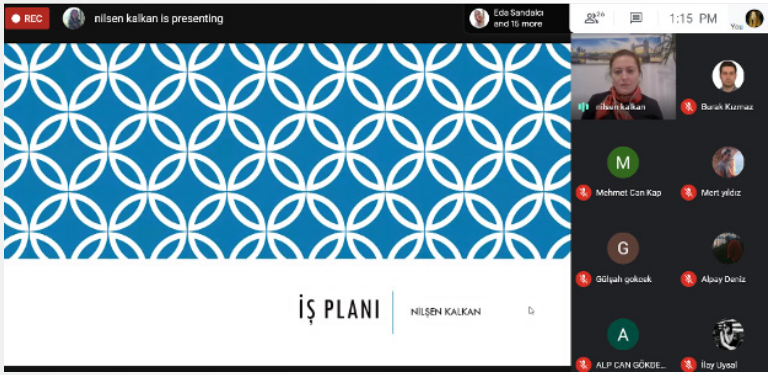 REC
nilsen kalkan is presenting
Eda Sandalcı
and 15 more
26
1:15 PM
You
nilsen kalkan
Burak Kızmaz
M
Mehmet Can Kap
Mert yıldız
G
Gülşah gokcek
Alpay Deniz
A
ALP CAN GÖKDE...
İlay Uysal
İŞ PLANI
NİLŞEN KALKAN